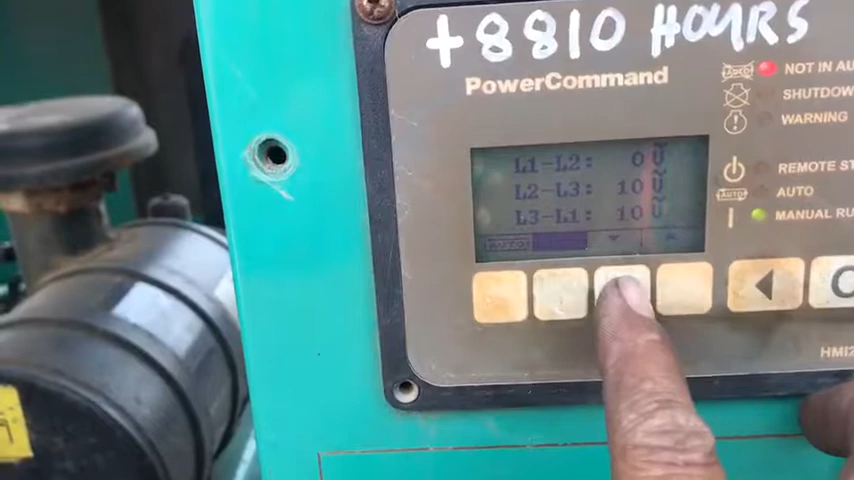 +8810 HOURS
PowerCommand
NOT IN AU
SHUTDOW
WARNING
REMOTE S
AUTO
AUTO
MANUAL RU
L1-L2: 0 V
L2-L3: 10 V
L3-L1: 10 V
AUTO
HMI2